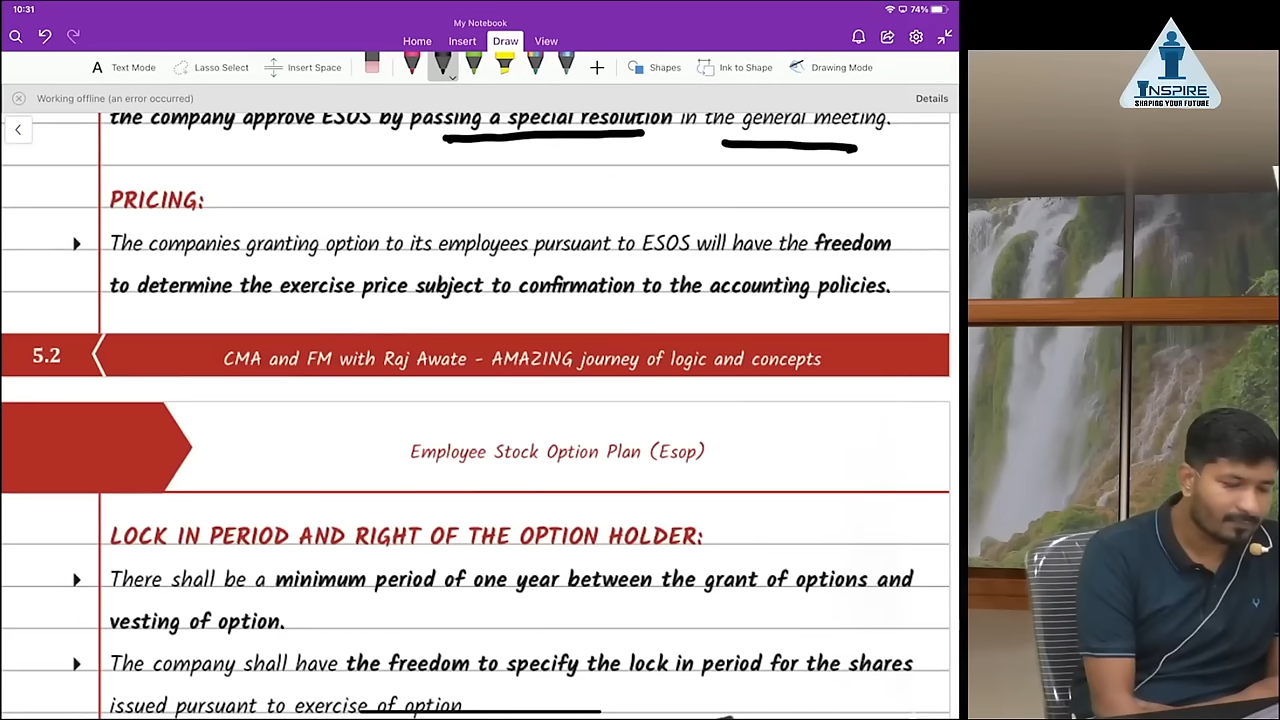 10:31
74%
My Notebook
Home Insert Draw View
Text Mode Lasso Select Insert Space Shapes Ink to Shape Drawing Mode
Working offline (an error occurred) Details
the company approve ESOS by passing a special resolution in the general meeting.
PRICING:
The companies granting option to its employees pursuant to ESOS will have the freedom
to determine the exercise price subject to confirmation to the accounting policies.
5.2 CMA and FM with Raj Awate - AMAZING journey of logic and concepts
Employee Stock Option Plan (Esop)
LOCK IN PERIOD AND RIGHT OF THE OPTION HOLDER:
There shall be a minimum period of one year between the grant of options and
vesting of option.
The company shall have the freedom to specify the lock in period for the shares
issued pursuant to exercise of option
INSPIRE
SHAPING YOUR FUTURE